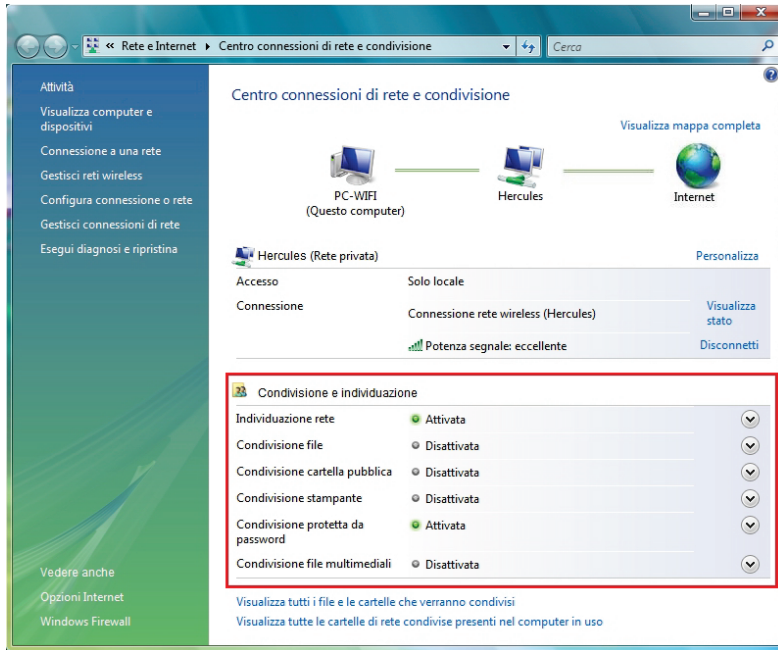 « Rete e Internet ▸ Centro connessioni di rete e condivisione
Cerca
Attività
Visualizza computer e
dispositivi
Connessione a una rete
Gestisci reti wireless
Configura connessione o rete
Gestisci connessioni di rete
Esegui diagnosi e ripristina
Vedere anche
Opzioni Internet
Windows Firewall
Centro connessioni di rete e condivisione
Visualizza mappa completa
PC-WIFI
(Questo computer)
Hercules
Internet
Hercules (Rete privata)
Personalizza
Accesso
Solo locale
Connessione
Connessione rete wireless (Hercules)
Visualizza
stato
Potenza segnale: eccellente
Disconnetti
Condivisione e individuazione
Individuazione rete
Attivata
Condivisione file
Disattivata
Condivisione cartella pubblica
Disattivata
Condivisione stampante
Disattivata
Condivisione protetta da
password
Attivata
Condivisione file multimediali
Disattivata
Visualizza tutti i file e le cartelle che verranno condivisi
Visualizza tutte le cartelle di rete condivise presenti nel computer in uso